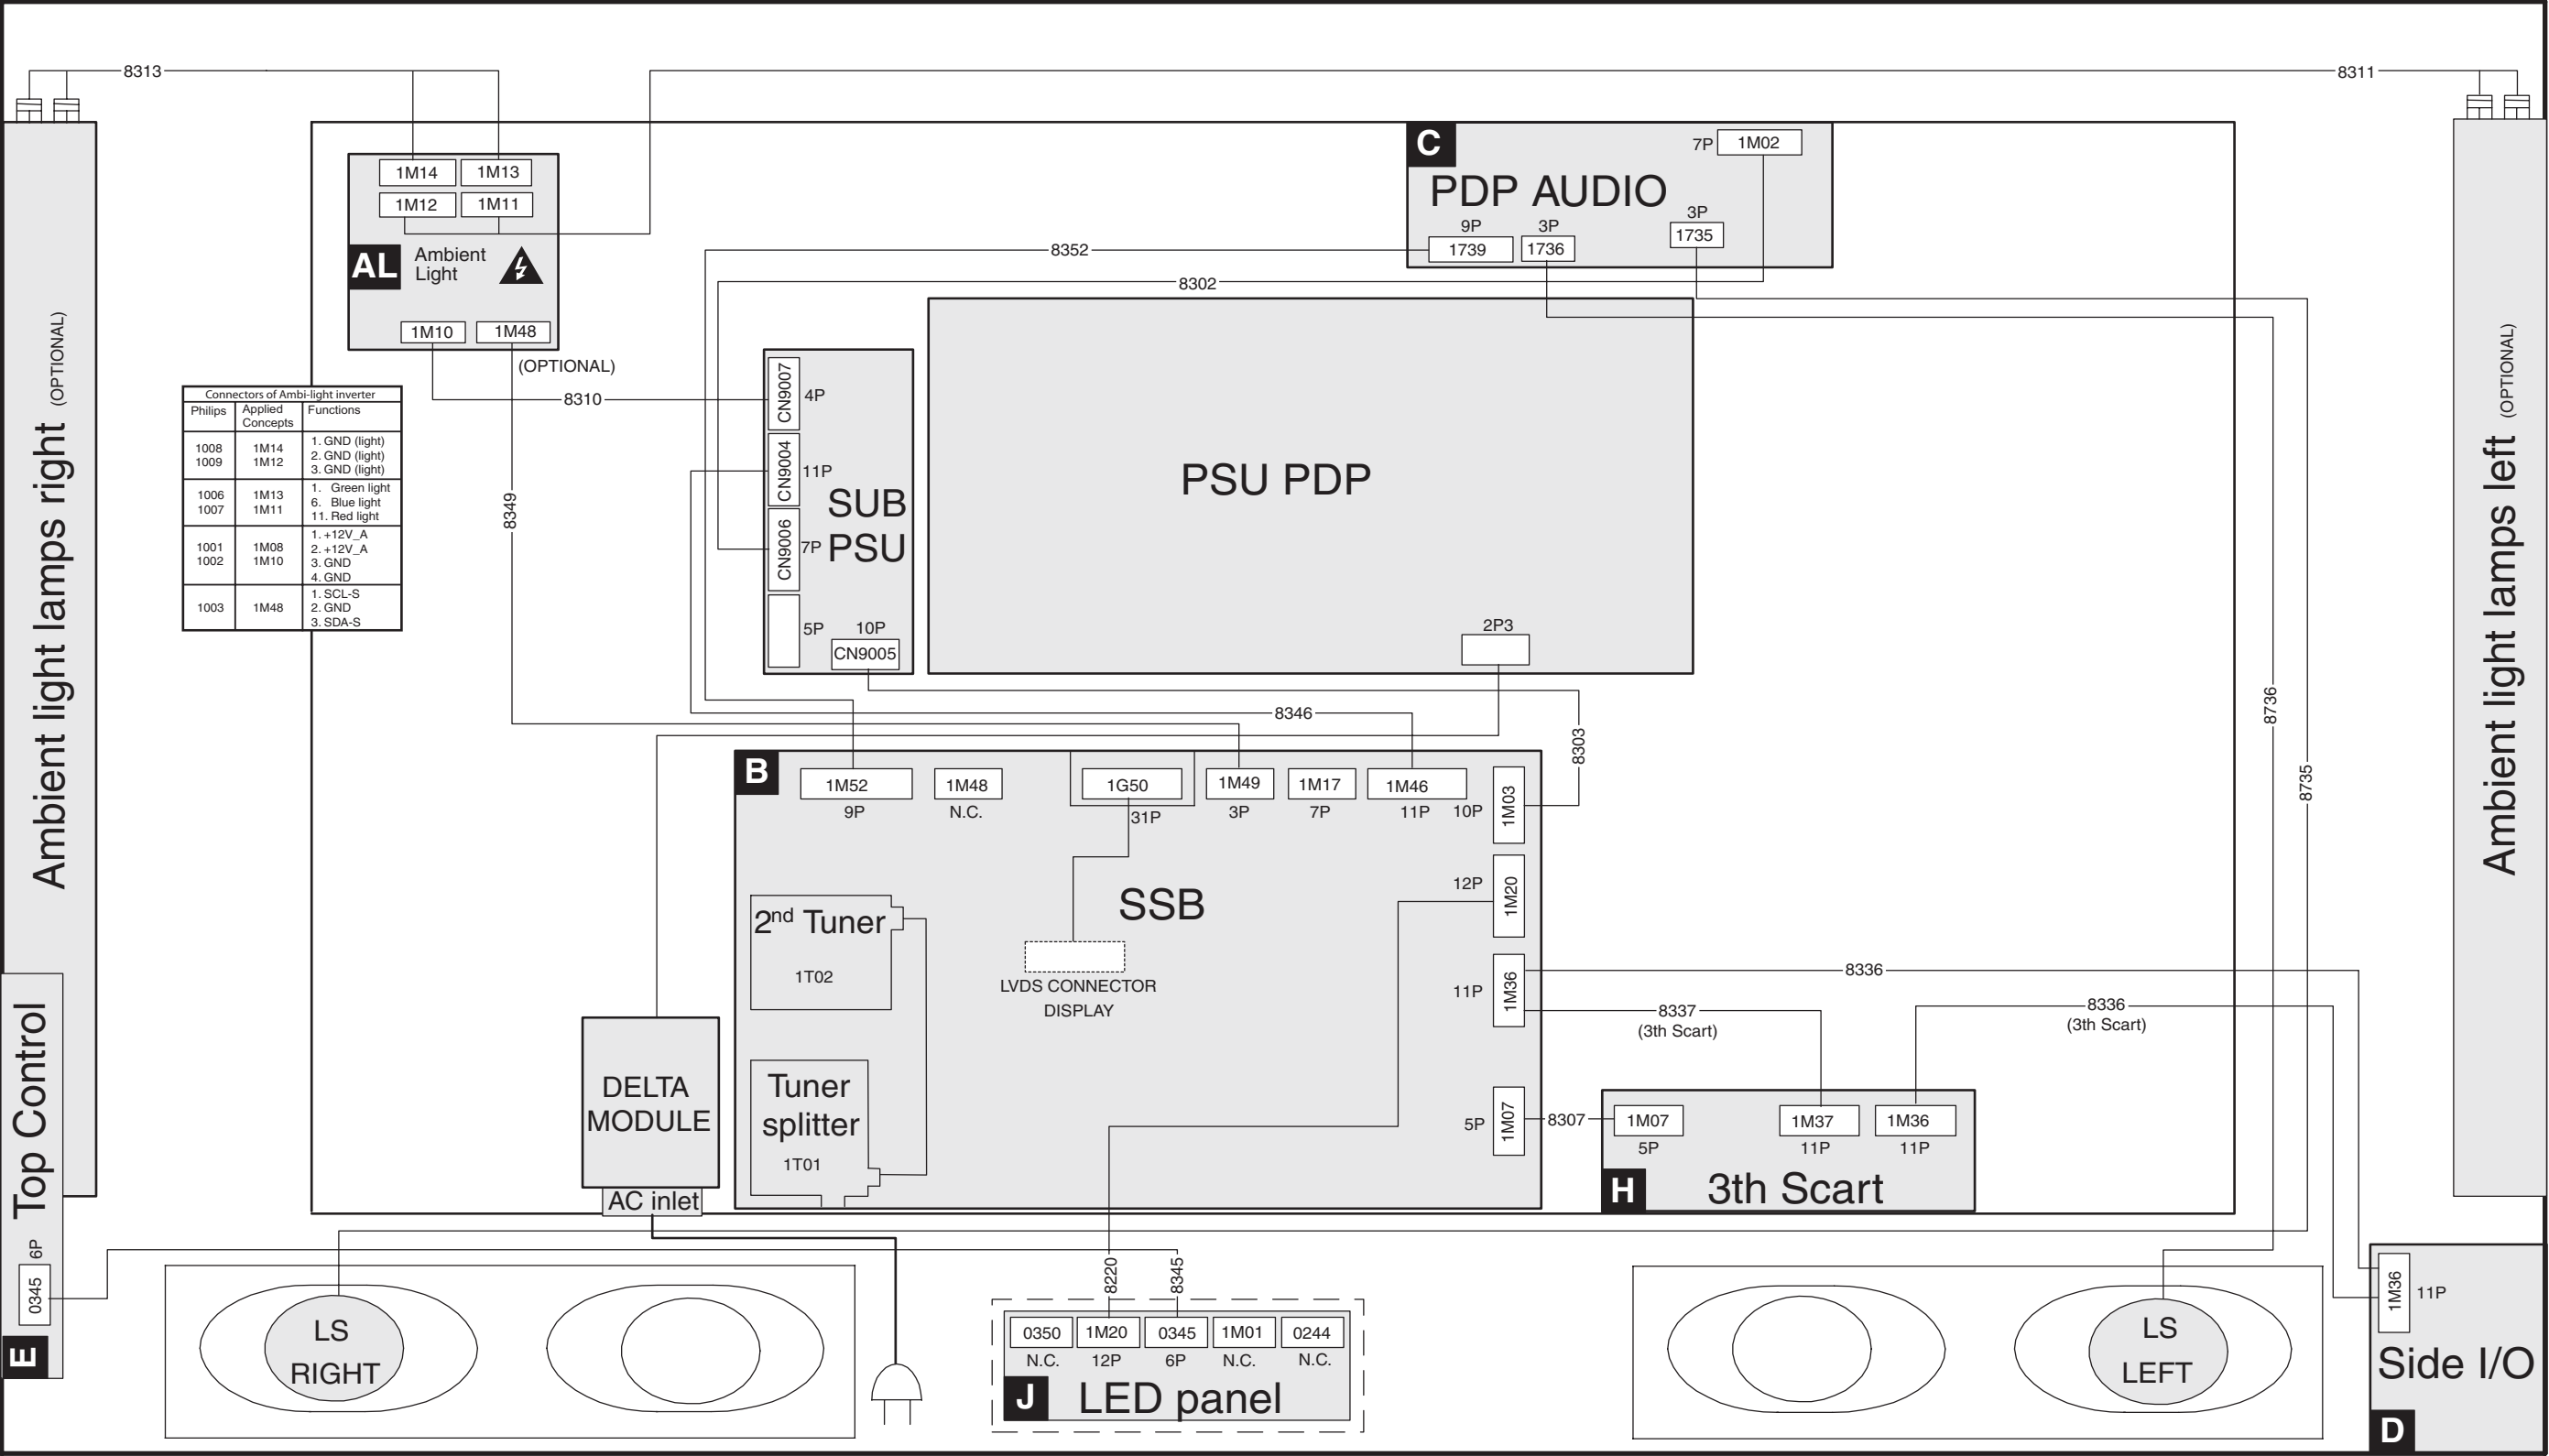 8313
8311
1M14
1M13
1M12
1M11
AL
Ambient
Light
1M10
1M48
(OPTIONAL)
C
7P
1M02
PDP AUDIO
9P
3P
3P
1739
1736
1735
8352
8302
8310
8349
Connectors of Ambi-light inverter
Philips
Applied
Concepts
Functions
1008
1009
1M14
1M12
1. GND (light)
2. GND (light)
3. GND (light)
1006
1007
1M13
1M11
1. Green light
6. Blue light
11. Red light
1001
1002
1M08
1M10
1. +12V_A
2. +12V_A
3. GND
4. GND
1003
1M48
1. SCL-S
2. GND
3. SDA-S
Ambient light lamps right (OPTIONAL)
Ambient light lamps left (OPTIONAL)
CN9007
4P
CN9004
11P
CN9006
7P
SUB
PSU
5P
10P
CN9005
PSU PDP
2P3
8346
8303
8736
8735
B
1M52
9P
1M48
N.C.
1G50
31P
1M49
3P
1M17
7P
1M46
11P
10P
1M03
12P
1M20
11P
1M36
5P
1M07
SSB
2nd Tuner
1T02
LVDS CONNECTOR
DISPLAY
Tuner
splitter
1T01
DELTA
MODULE
AC inlet
8336
8337
(3th Scart)
8336
(3th Scart)
8307
1M07
5P
1M37
11P
1M36
11P
H
3th Scart
Top Control
6P
0345
E
LS
RIGHT
8220
8345
0350
N.C.
1M20
12P
0345
6P
1M01
N.C.
0244
N.C.
J
LED panel
LS
LEFT
1M36
11P
Side I/O
D